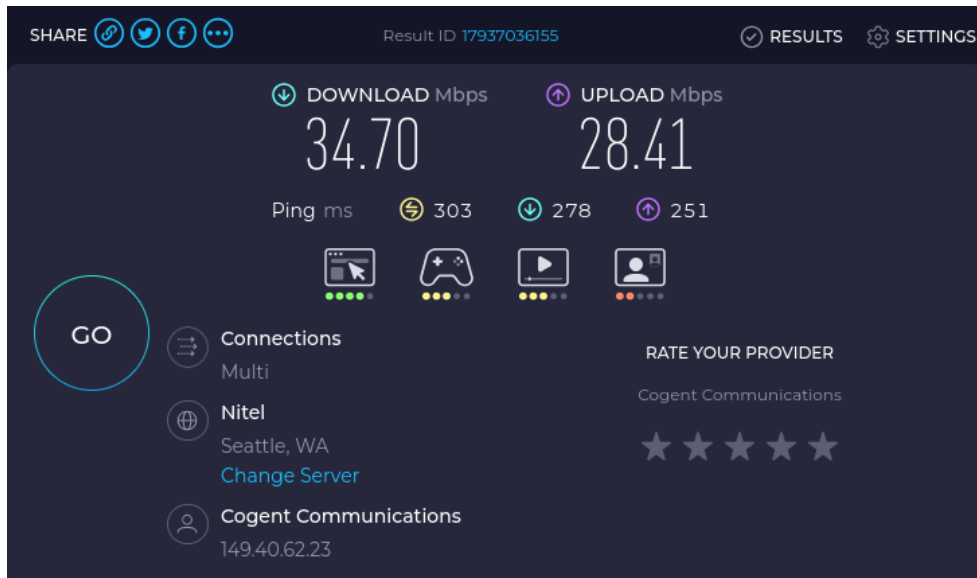 SHARE Result ID 17937036155 RESULTS SETTINGS
DOWNLOAD Mbps UPLOAD Mbps
34.70 28.41
Ping ms 303 278 251
GO
Connections
Multi
Nitel
Seattle, WA
Change Server
Cogent Communications
149.40.62.23
RATE YOUR PROVIDER
Cogent Communications